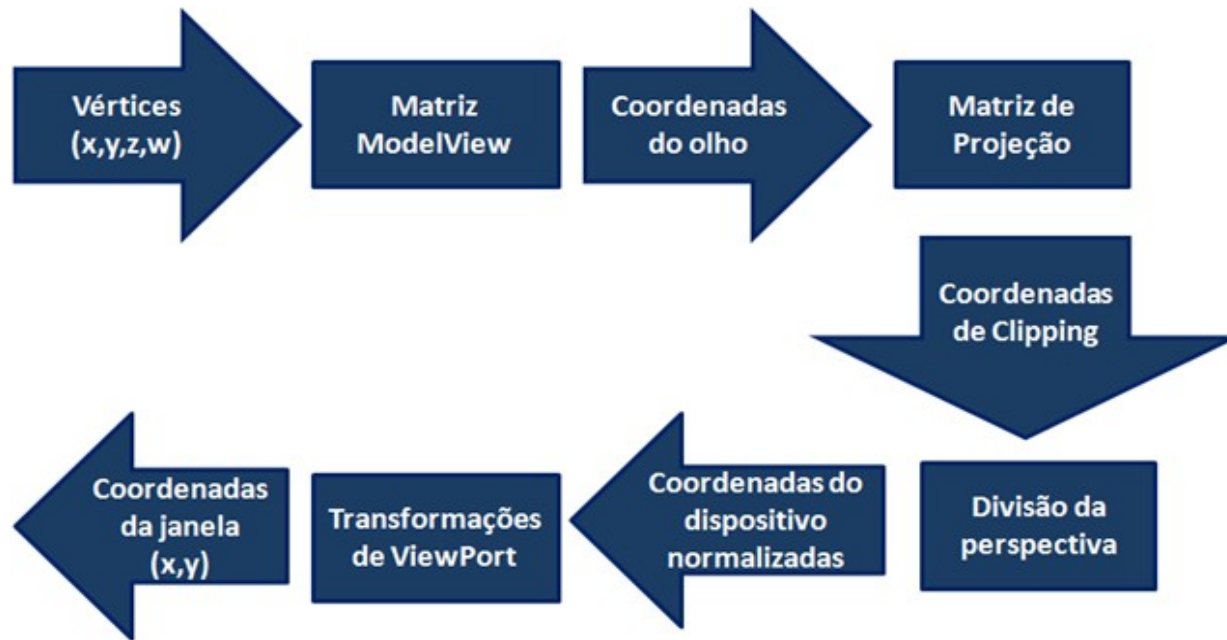 Vértices
(x,y,z,w)
Matriz
ModelView
Coordenadas
do olho
Matriz de
Projeção
Coordenadas
de Clipping
Divisão da
perspectiva
Coordenadas do
dispositivo
normalizadas
Transformações
de ViewPort
Coordenadas
da janela
(x,y)